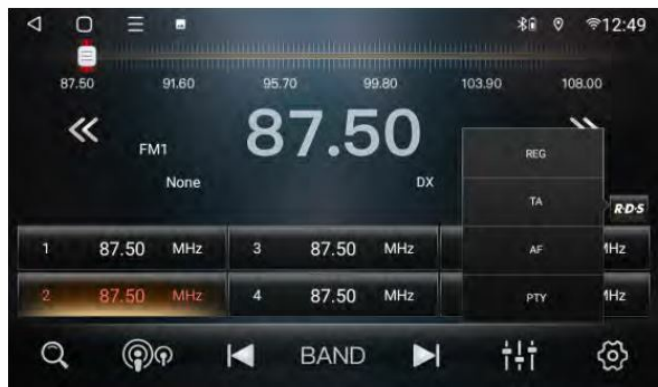 12:49
87.50 91.60 95.70 99.80 103.90 108.00
FM1 87.50 REG
None DX TA
R·D·S
1 87.50 MHz 3 87.50 MHz AF MHz
2 87.50 MHz 4 87.50 MHz PTY MHz
BAND